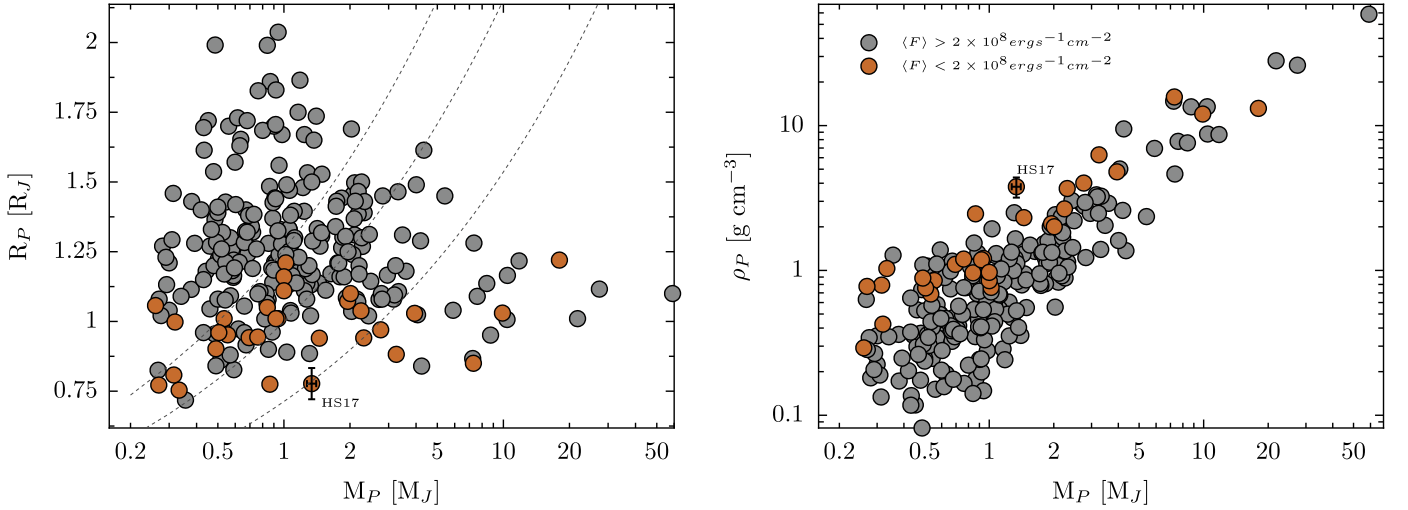 2
1.75
1.5
1.25
1
0.75
R_P [R_J]
HS17
0.2 0.5 1 2 5 10 20 50
M_P [M_J]
⟨F⟩ > 2 × 10^8 ergs^−1 cm^−2
⟨F⟩ < 2 × 10^8 ergs^−1 cm^−2
10
1
0.1
ρ_P [g cm^−3]
HS17
0.2 0.5 1 2 5 10 20 50
M_P [M_J]